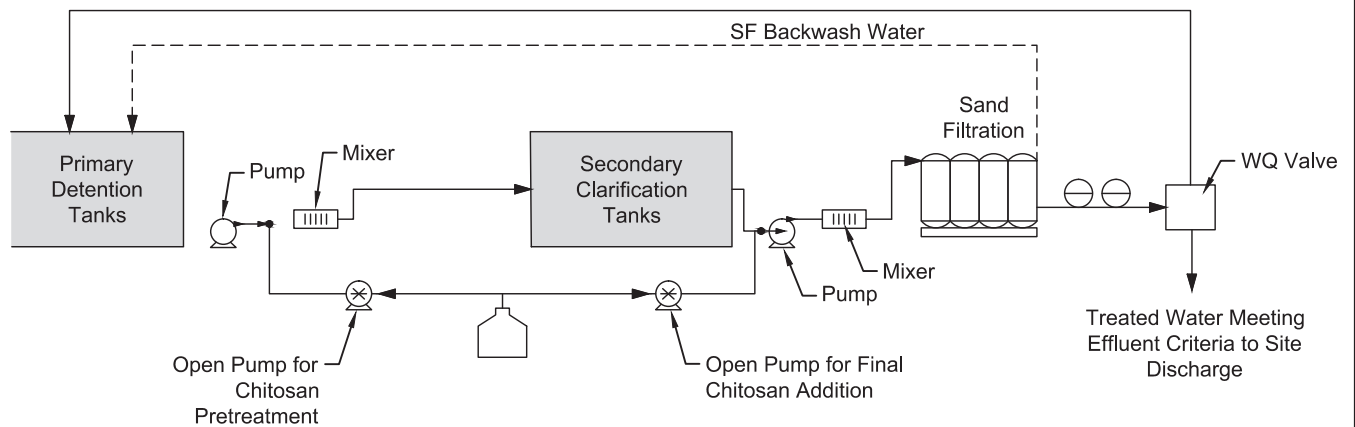 SF Backwash Water
Primary
Detention
Tanks
Pump
Mixer
Secondary
Clarification
Tanks
Sand
Filtration
WQ Valve
Mixer
Pump
Open Pump for
Chitosan
Pretreatment
Open Pump for Final
Chitosan Addition
Treated Water Meeting
Effluent Criteria to Site
Discharge